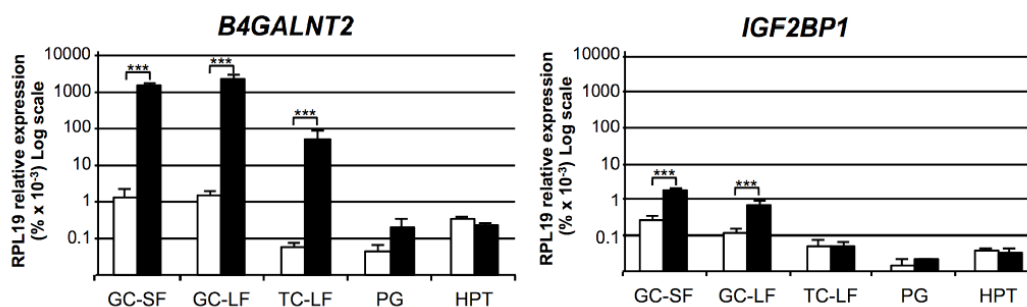 B4GALNT2
RPL19 relative expression
(% x 10⁻³) Log scale
10000
1000
100
10
1
0.1
***
***
***
GC-SF GC-LF TC-LF PG HPT
IGF2BP1
RPL19 relative expression
(% x 10⁻³) Log scale
10000
1000
100
10
1
0.1
***
***
GC-SF GC-LF TC-LF PG HPT